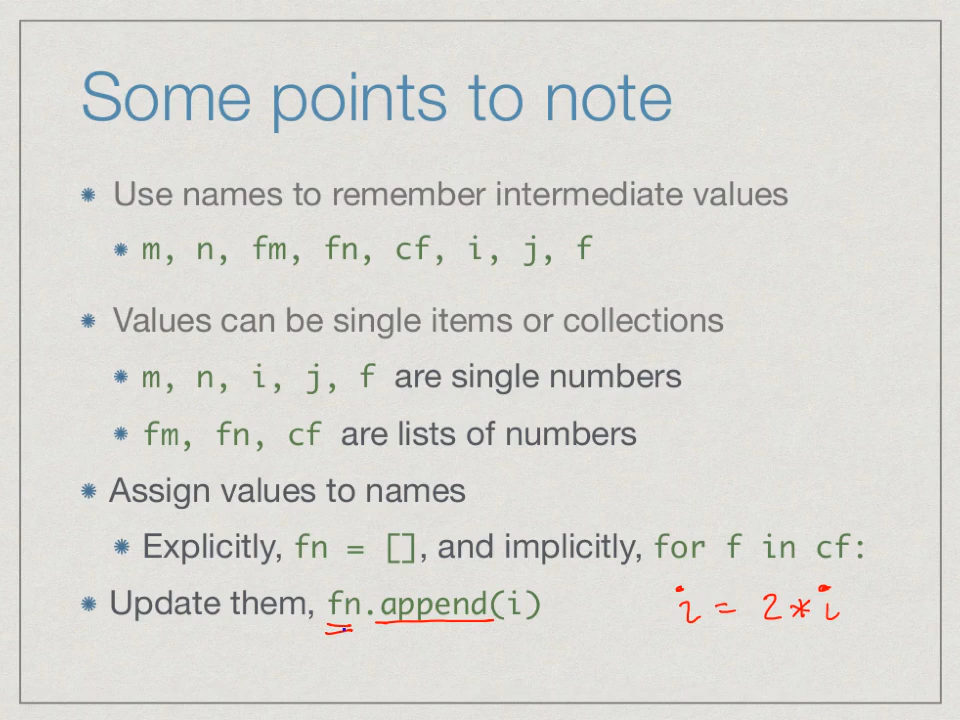 Some points to note
Use names to remember intermediate values
m, n, fm, fn, cf, i, j, f
Values can be single items or collections
m, n, i, j, f are single numbers
fm, fn, cf are lists of numbers
Assign values to names
Explicitly, fn = [], and implicitly, for f in cf:
Update them, fn.append(i)
i = 2*i